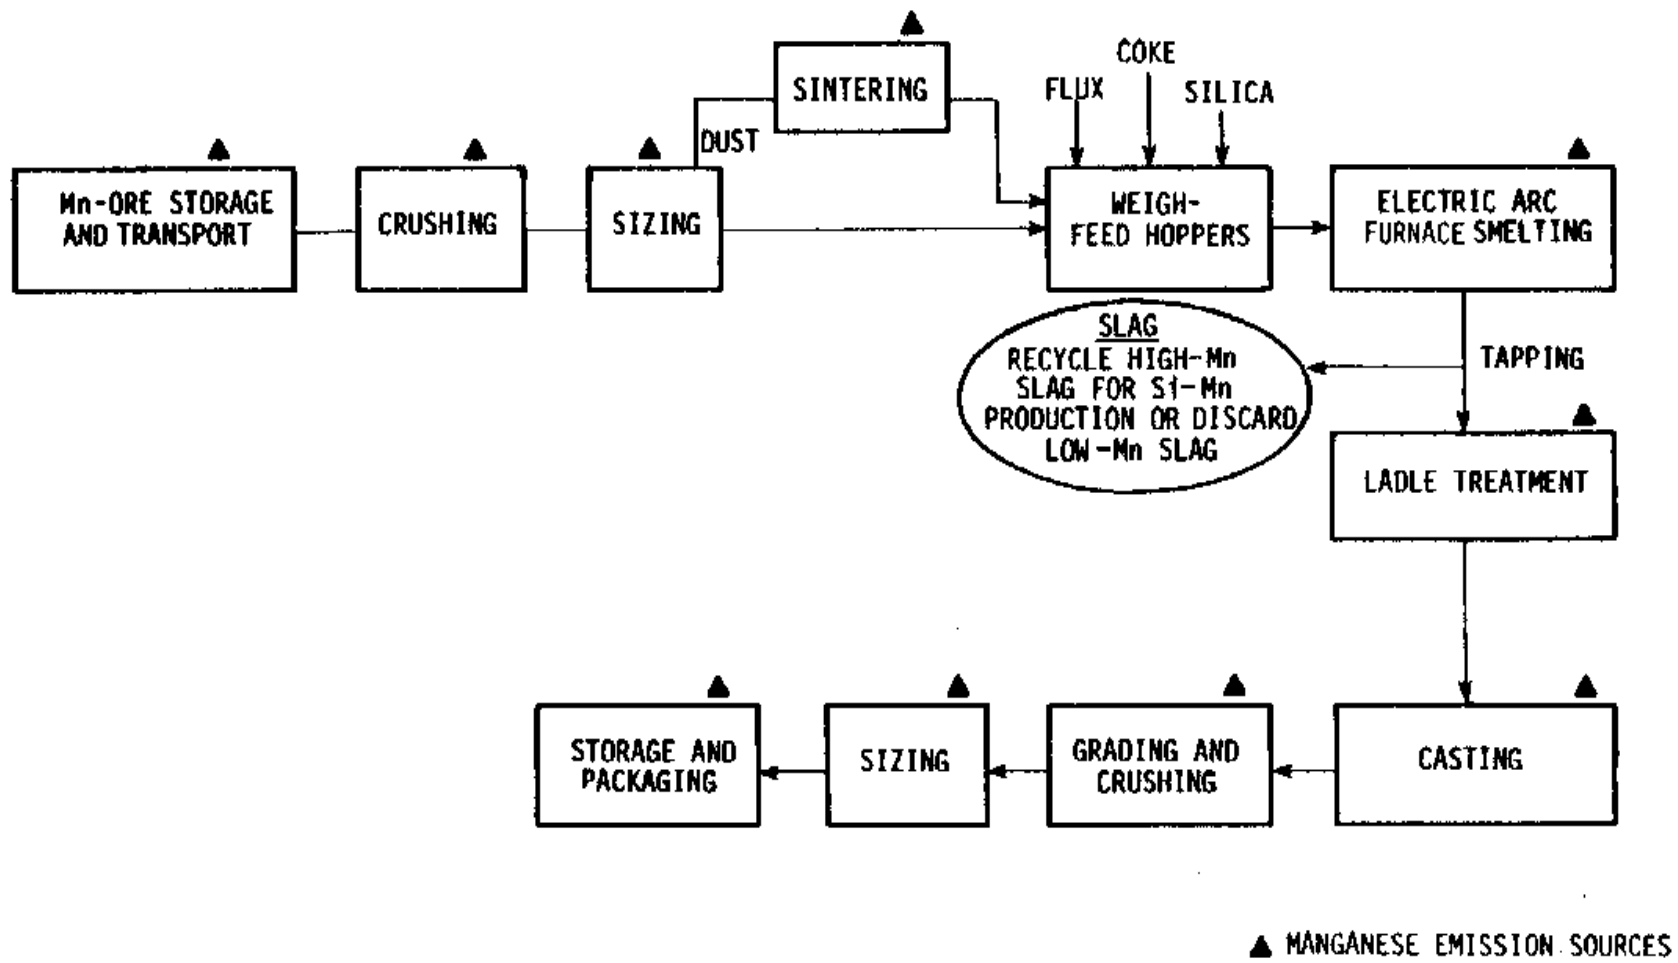 COKE
FLUX
SILICA
SINTERING
DUST
Mn-ORE STORAGE
AND TRANSPORT
CRUSHING
SIZING
WEIGH-
FEED HOPPERS
ELECTRIC ARC
FURNACE SMELTING
SLAG
RECYCLE HIGH-Mn
SLAG FOR Si-Mn
PRODUCTION OR DISCARD
LOW-Mn SLAG
TAPPING
LADLE TREATMENT
STORAGE AND
PACKAGING
SIZING
GRADING AND
CRUSHING
CASTING
▲ MANGANESE EMISSION SOURCES